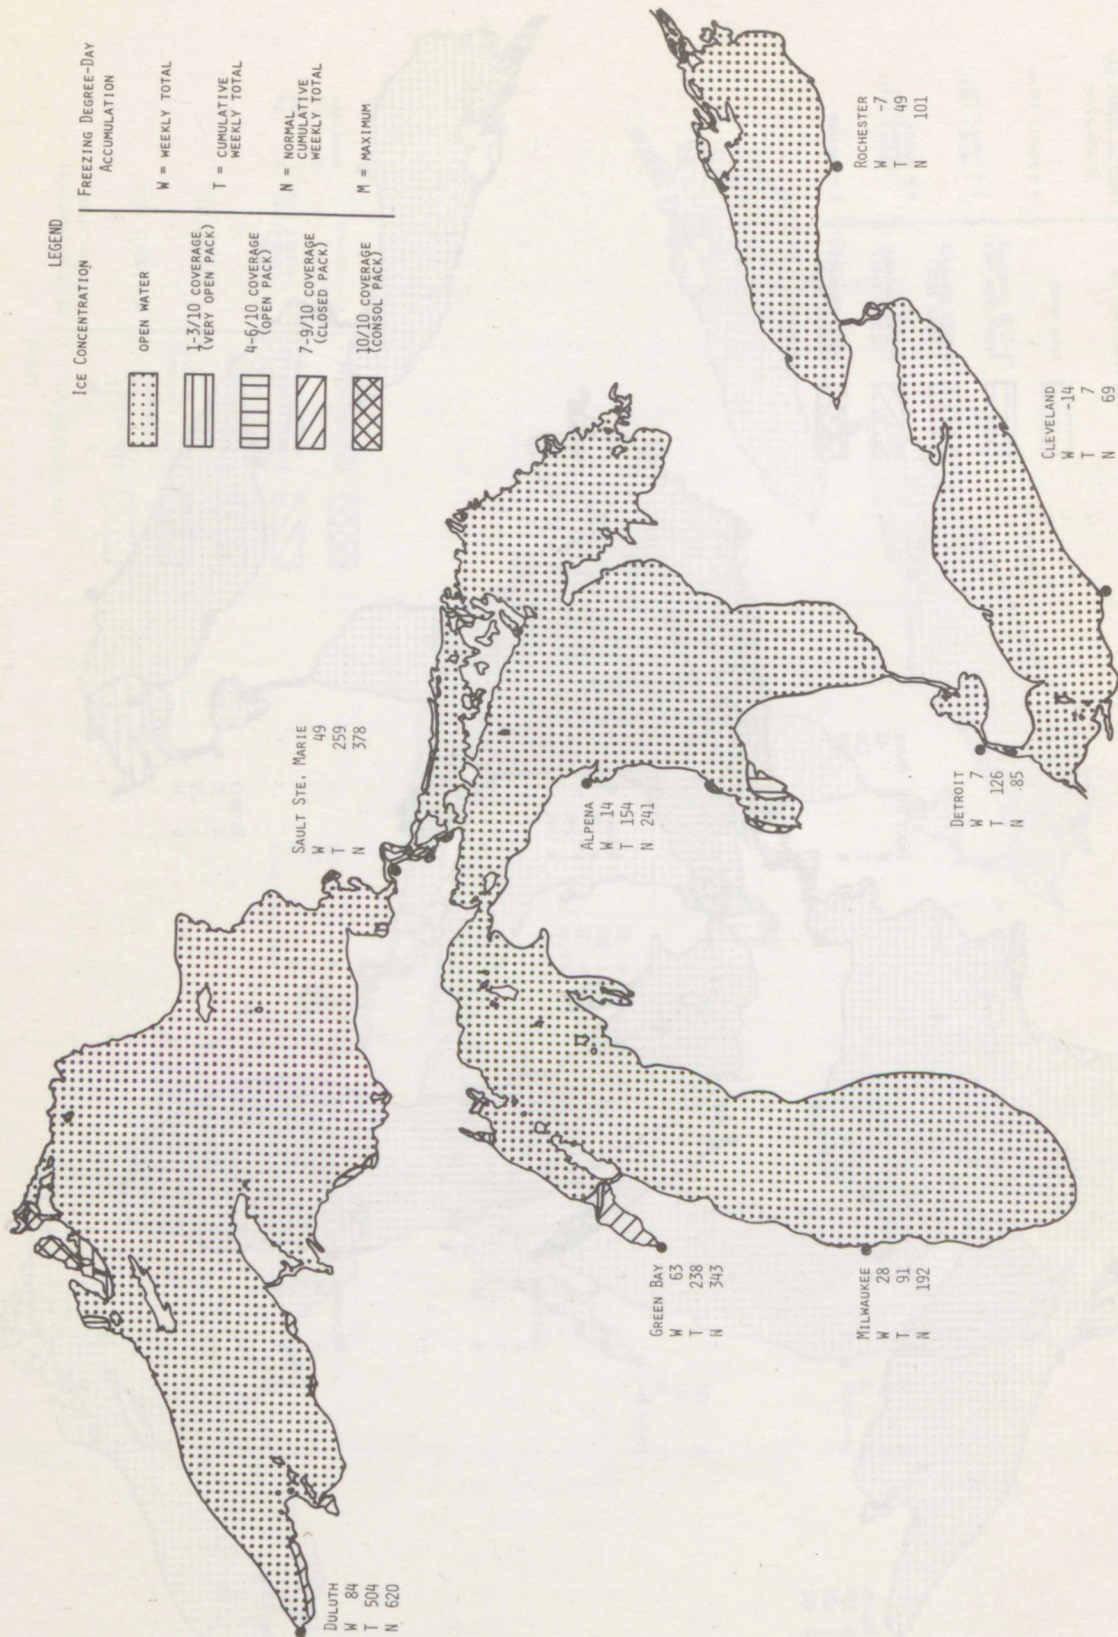 LEGEND
ICE CONCENTRATION
FREEZING DEGREE-DAY
ACCUMULATION
OPEN WATER
1-3/10 COVERAGE
(VERY OPEN PACK)
4-6/10 COVERAGE
(OPEN PACK)
7-9/10 COVERAGE
(CLOSED PACK)
10/10 COVERAGE
(CONSOL PACK)
W = WEEKLY TOTAL
T = CUMULATIVE
WEEKLY TOTAL
N = NORMAL
CUMULATIVE
WEEKLY TOTAL
M = MAXIMUM
DULUTH
W 84
T 504
N 620
SAULT STE. MARIE
W 49
T 259
N 378
GREEN BAY
W 63
T 238
N 343
ALPENA
W 14
T 154
N 241
MILWAUKEE
W 28
T 91
N 192
DETROIT
W 7
T 126
N 85
ROCHESTER
W -7
T 49
N 101
CLEVELAND
W -14
T 7
N 69